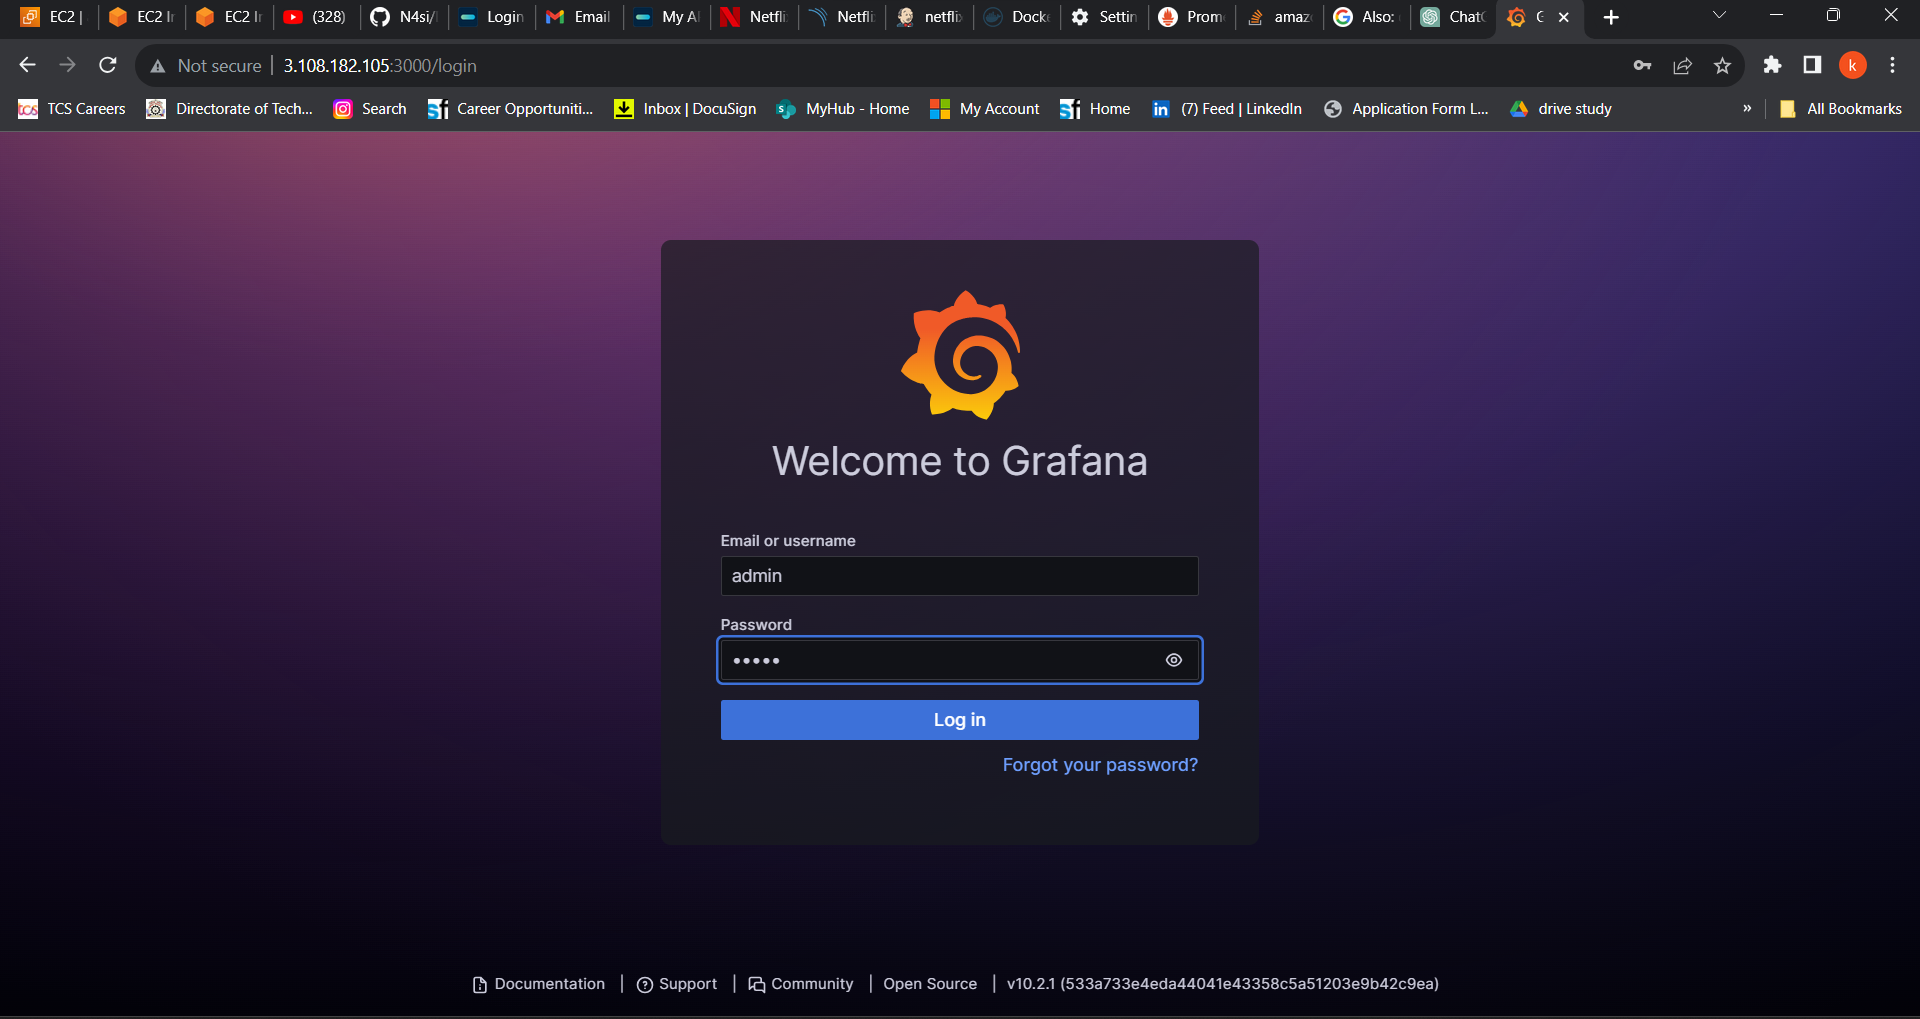 EC2 |
EC2 Ir
EC2 Ir
(328)
N4si/
Login
Email
My A
Netfli
Netfli
netfli
Docke
Settin
Prom
amaz
Also:
Chat
Not secure | 3.108.182.105:3000/login
k
tcs TCS Careers
Directorate of Tech...
Search
Career Opportuniti...
Inbox | DocuSign
MyHub - Home
My Account
Home
(7) Feed | LinkedIn
Application Form L...
drive study
»
All Bookmarks
Welcome to Grafana
Email or username
admin
Password
•••••
Log in
Forgot your password?
Documentation | Support | Community | Open Source | v10.2.1 (533a733e4eda44041e43358c5a51203e9b42c9ea)